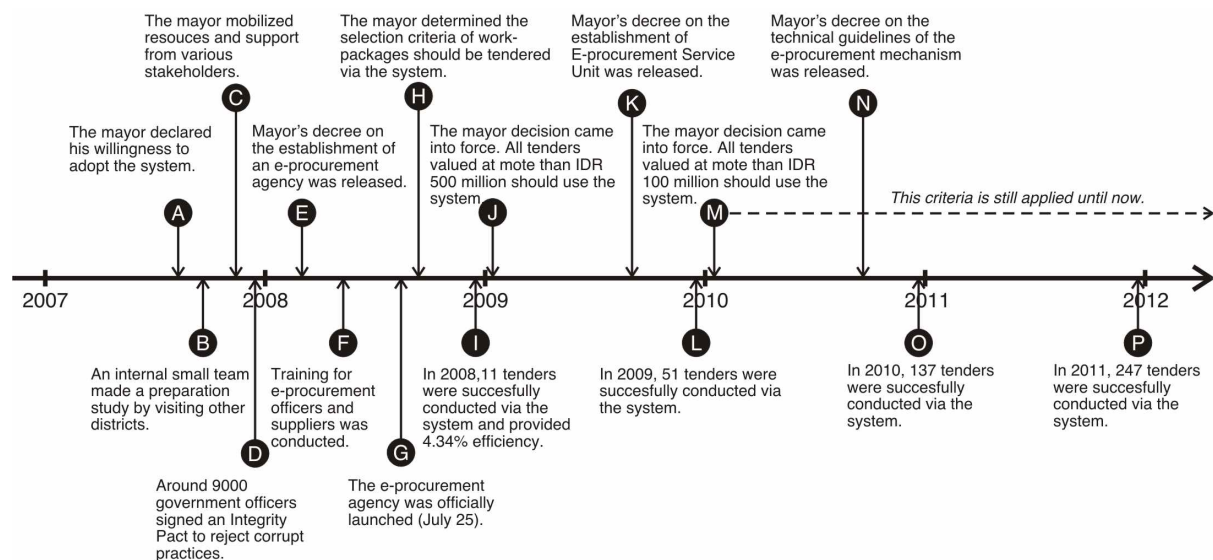 The mayor mobilized
resouces and support
from various
stakeholders.
The mayor determined the
selection criteria of work-
packages should be tendered
via the system.
Mayor's decree on the
establishment of
E-procurement Service
Unit was released.
Mayor's decree on the
technical guidelines of the
e-procurement mechanism
was released.
C
H
K
N
The mayor declared
his willingness to
adopt the system.
Mayor's decree on
the establishment of
an e-procurement
agency was released.
The mayor decision came
into force. All tenders
valued at mote than IDR
500 million should use the
system.
The mayor decision came
into force. All tenders
valued at mote than IDR
100 million should use the
system.
This criteria is still applied until now.
A
E
J
M
2007
2008
2009
2010
2011
2012
B
F
I
L
O
P
An internal small team
made a preparation
study by visiting other
districts.
Training for
e-procurement
officers and
suppliers was
conducted.
In 2008,11 tenders
were succesfully
conducted via the
system and provided
4.34% efficiency.
In 2009, 51 tenders were
succesfully conducted via
the system.
In 2010, 137 tenders
were succesfully
conducted via the
system.
In 2011, 247 tenders
were succesfully
conducted via the
system.
D
G
Around 9000
government officers
signed an Integrity
Pact to reject corrupt
practices.
The e-procurement
agency was officially
launched (July 25).